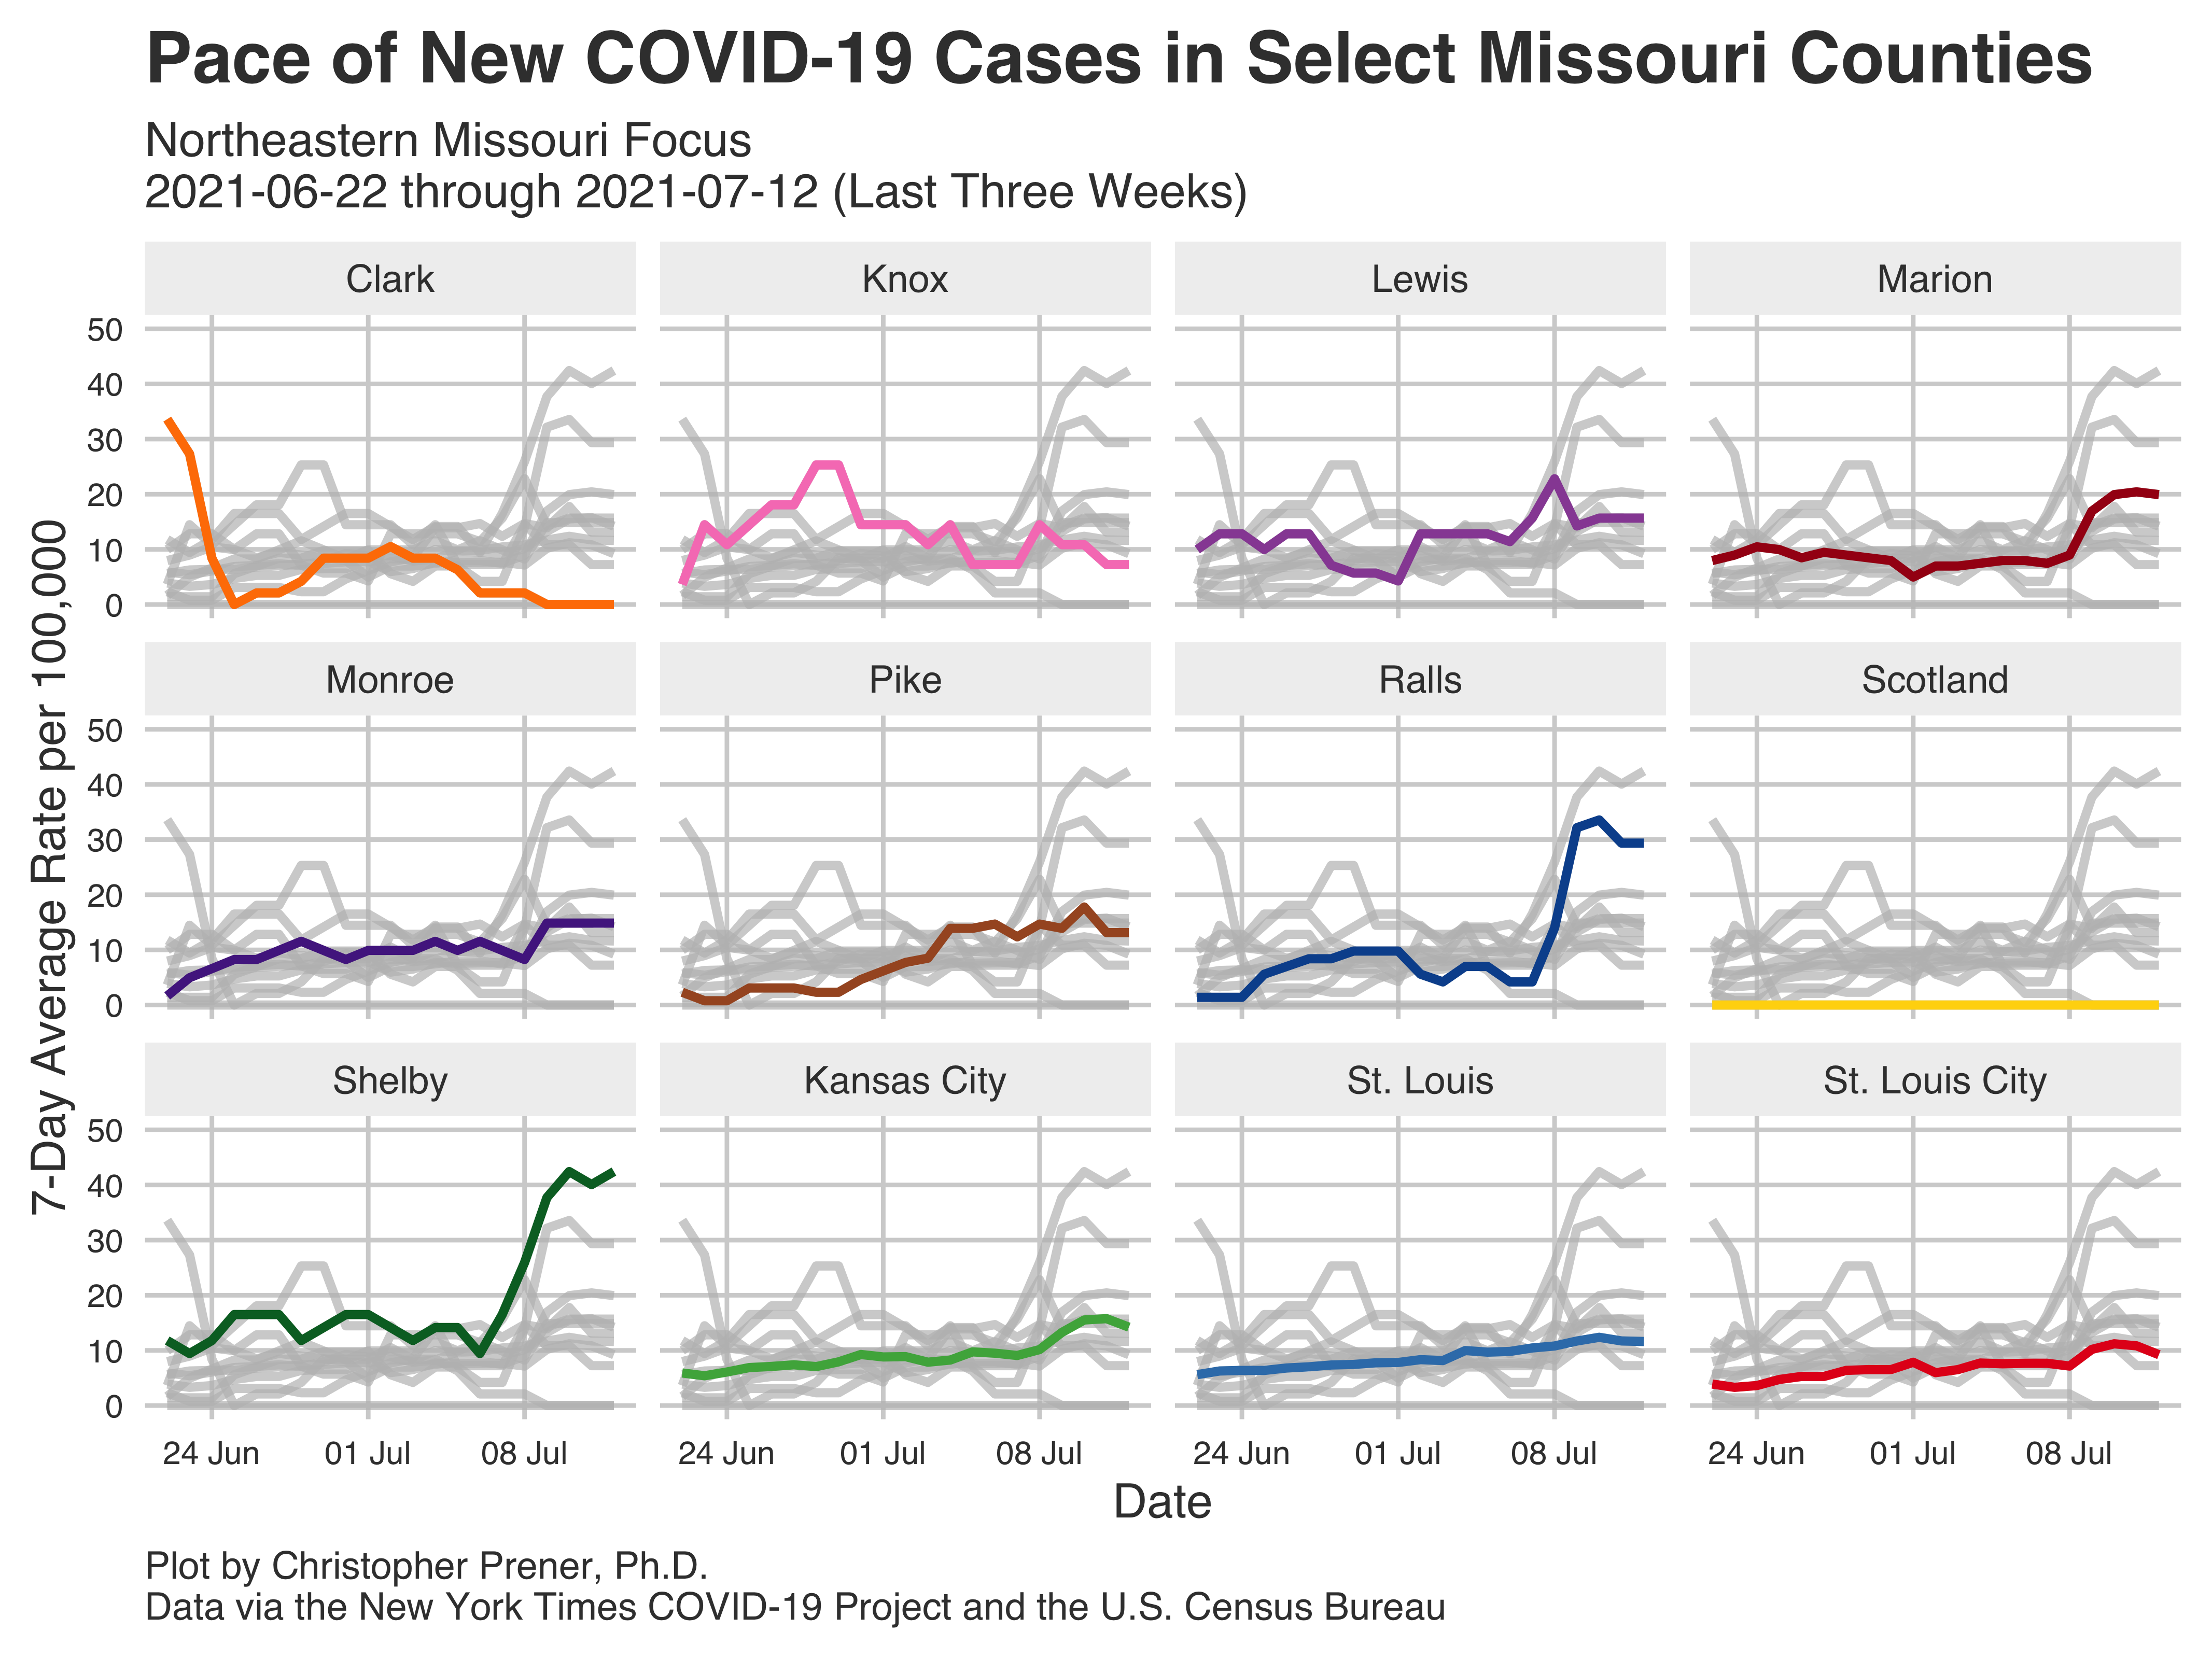 Pace of New COVID-19 Cases in Select Missouri Counties
Northeastern Missouri Focus
2021-06-22 through 2021-07-12 (Last Three Weeks)
7-Day Average Rate per 100,000
Clark
Knox
Lewis
Marion
50
40
30
20
10
0
Monroe
Pike
Ralls
Scotland
50
40
30
20
10
0
Shelby
Kansas City
St. Louis
St. Louis City
50
40
30
20
10
0
24 Jun
01 Jul
08 Jul
24 Jun
01 Jul
08 Jul
24 Jun
01 Jul
08 Jul
24 Jun
01 Jul
08 Jul
Date
Plot by Christopher Prener, Ph.D.
Data via the New York Times COVID-19 Project and the U.S. Census Bureau